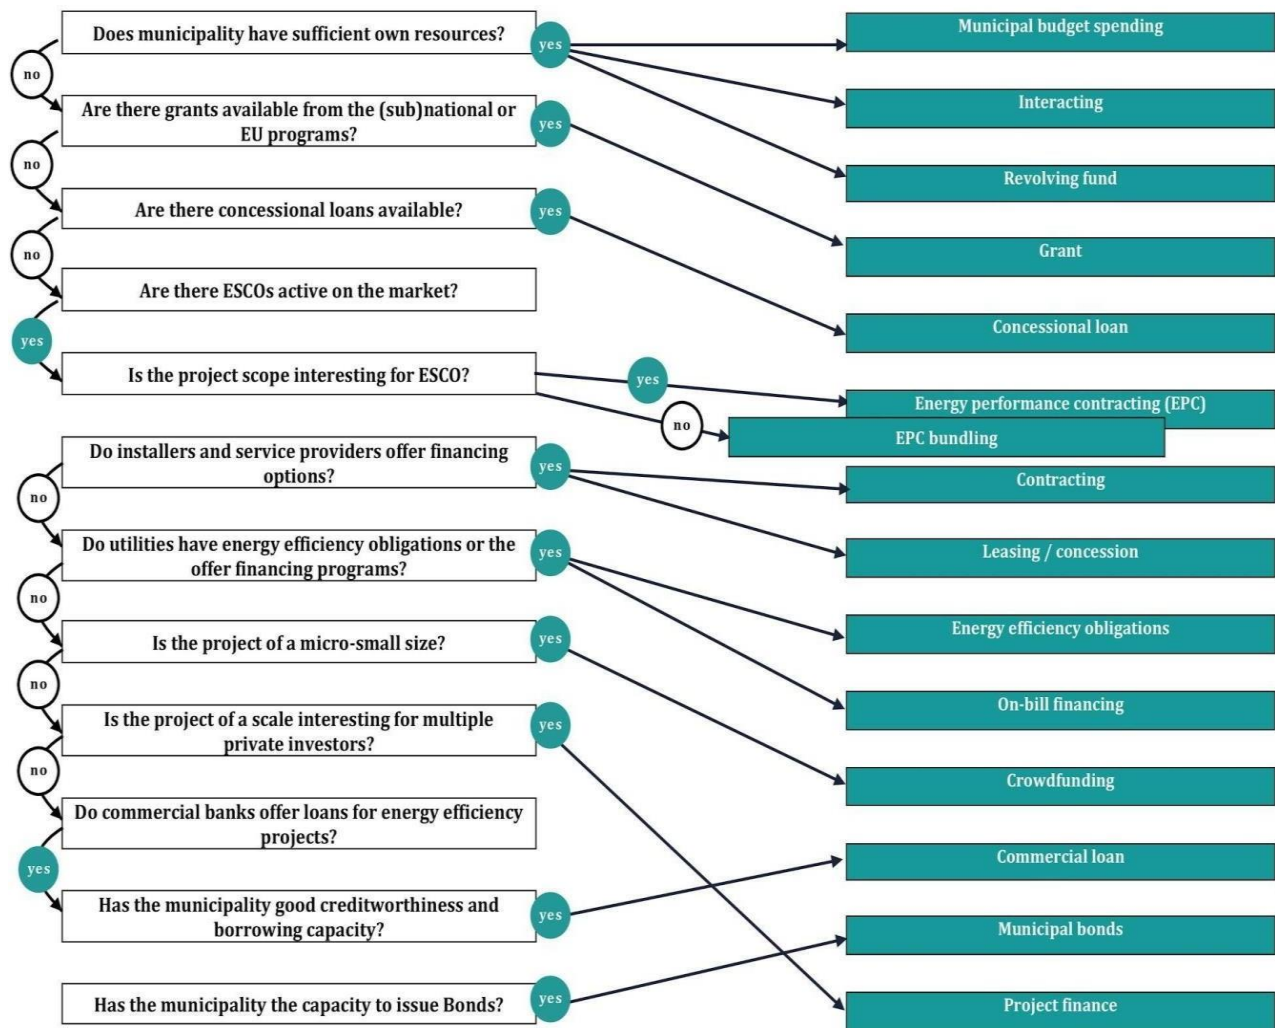 Does municipality have sufficient own resources?
yes
Municipal budget spending
no
Interacting
Are there grants available from the (sub)national or
EU programs?
yes
no
Revolving fund
Are there concessional loans available?
yes
no
Grant
Are there ESCOs active on the market?
yes
Concessional loan
Is the project scope interesting for ESCO?
yes
Energy performance contracting (EPC)
no
EPC bundling
Do installers and service providers offer financing
options?
yes
Contracting
no
Leasing / concession
Do utilities have energy efficiency obligations or the
offer financing programs?
yes
no
Energy efficiency obligations
Is the project of a micro-small size?
yes
no
On-bill financing
Is the project of a scale interesting for multiple
private investors?
yes
no
Crowdfunding
Do commercial banks offer loans for energy efficiency
projects?
yes
Commercial loan
Has the municipality good creditworthiness and
borrowing capacity?
yes
Municipal bonds
Has the municipality the capacity to issue Bonds?
yes
Project finance